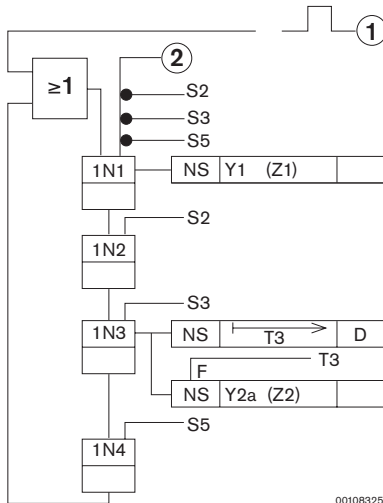 1
2
≥1
S2
S3
S5
1N1 NS Y1 (Z1)
S2
1N2
S3
1N3 NS T3 D
T3
F
NS Y2a (Z2)
S5
1N4
00108325